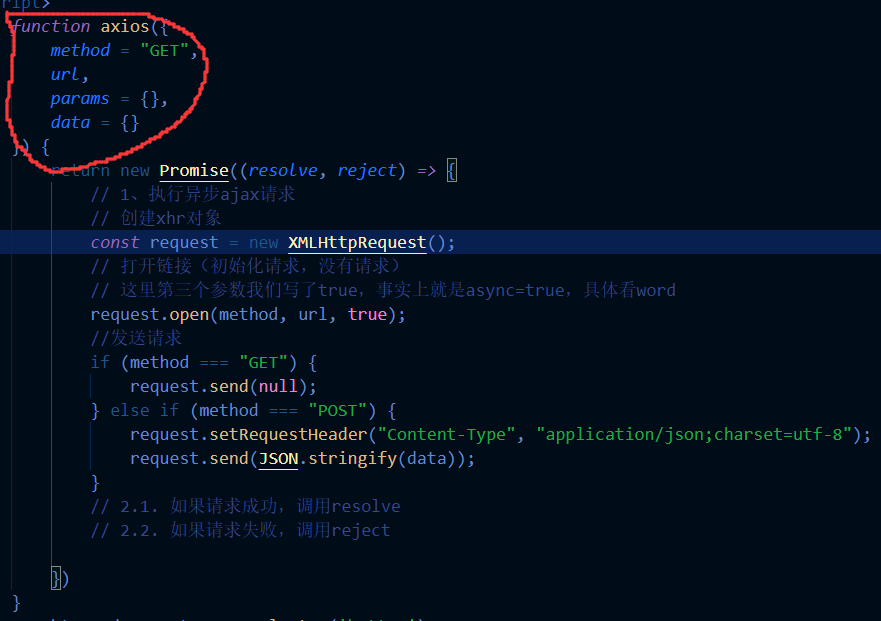 function axios({
method = "GET",
url,
params = {},
data = {}
}) {
return new Promise((resolve, reject) => {
// 1、执行异步ajax请求
// 创建xhr对象
const request = new XMLHttpRequest();
// 打开链接（初始化请求，没有请求）
// 这里第三个参数我们写了true，事实上就是async=true，具体看word
request.open(method, url, true);
//发送请求
if (method === "GET") {
request.send(null);
} else if (method === "POST") {
request.setRequestHeader("Content-Type", "application/json;charset=utf-8");
request.send(JSON.stringify(data));
}
// 2.1. 如果请求成功，调用resolve
// 2.2. 如果请求失败，调用reject
})
}